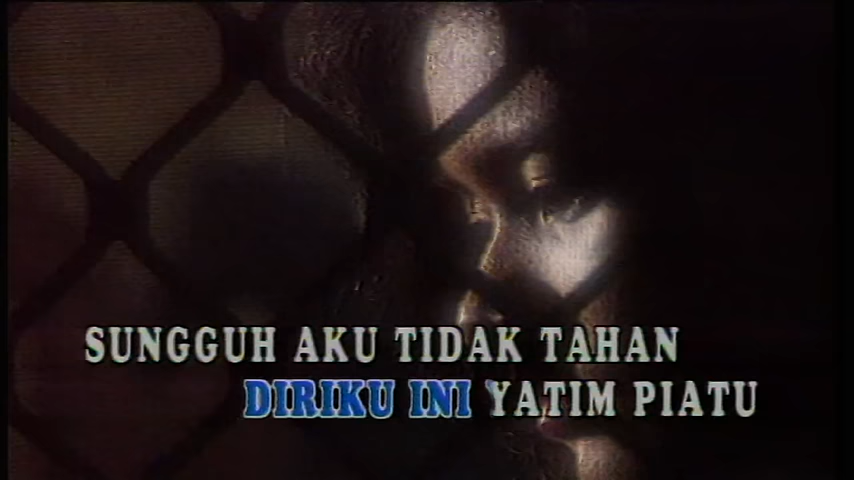 SUNGGUH AKU TIDAK TAHAN
DIRIKU INI YATIM PIATU